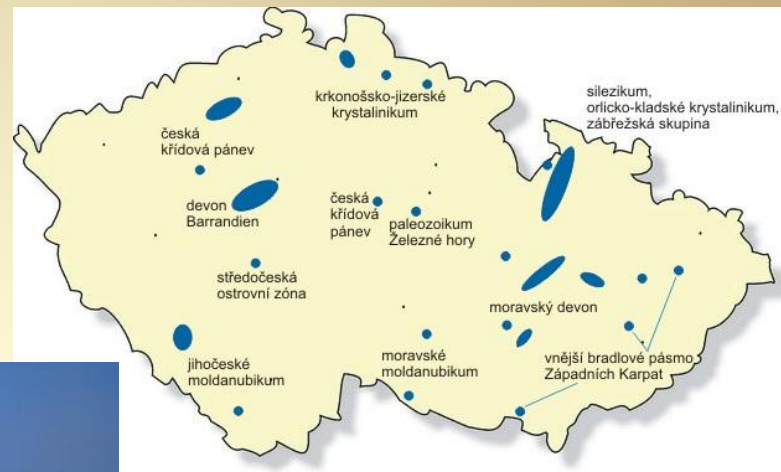 krkonošsko-jizerské
krystalinikum
silezikum,
orlicko-kladské krystalinikum,
zábřežská skupina
česká
křídová pánev
devon
Barrandien
česká
křídová
pánev
paleozoikum
Železné hory
středočeská
ostrovní zóna
moravský devon
jihočeské
moldanubikum
moravské
moldanubikum
vnější bradlové pásmo
Západních Karpat